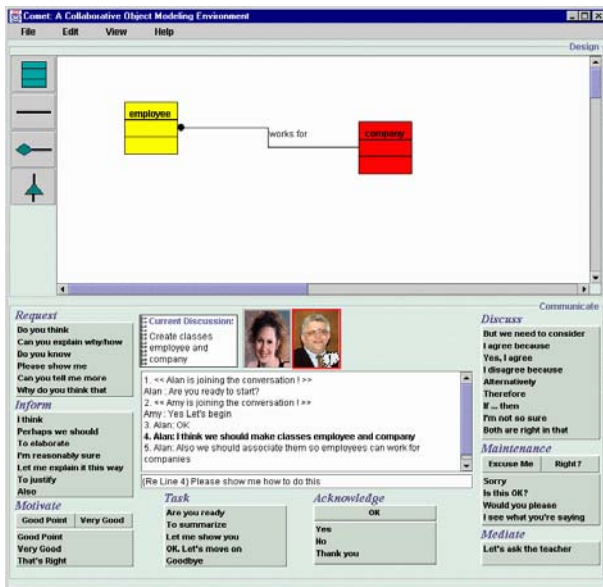 Comet: A Collaborative Object Modeling Environment
File Edit View Help
Design
employee
works for
company
Communicate
Request
Do you think
Can you explain why/how
Do you know
Please show me
Can you tell me more
Why do you think that
Inform
I think
Perhaps we should
To elaborate
I'm reasonably sure
Let me explain it this way
To justify
Also
Motivate
Good Point Very Good
Good Point
Very Good
That's Right
Current Discussion:
Create classes
employee and
company
1. << Alan is joining the conversation ! >>
Alan : Are you ready to start?
2. << Amy is joining the conversation ! >>
Amy : Yes Let's begin
3. Alan: OK
4. Alan: I think we should make classes employee and company
5. Alan: Also we should associate them so employees can work for
companies
(Re Line 4) Please show me how to do this
Task
Are you ready
To summarize
Let me show you
OK. Let's move on
Goodbye
Acknowledge
OK
Yes
No
Thank you
Discuss
But we need to consider
I agree because
Yes, I agree
I disagree because
Alternatively
Therefore
If ... then
I'm not so sure
Both are right in that
Maintenance
Excuse Me Right?
Sorry
Is this OK?
Would you please
I see what you're saying
Mediate
Let's ask the teacher